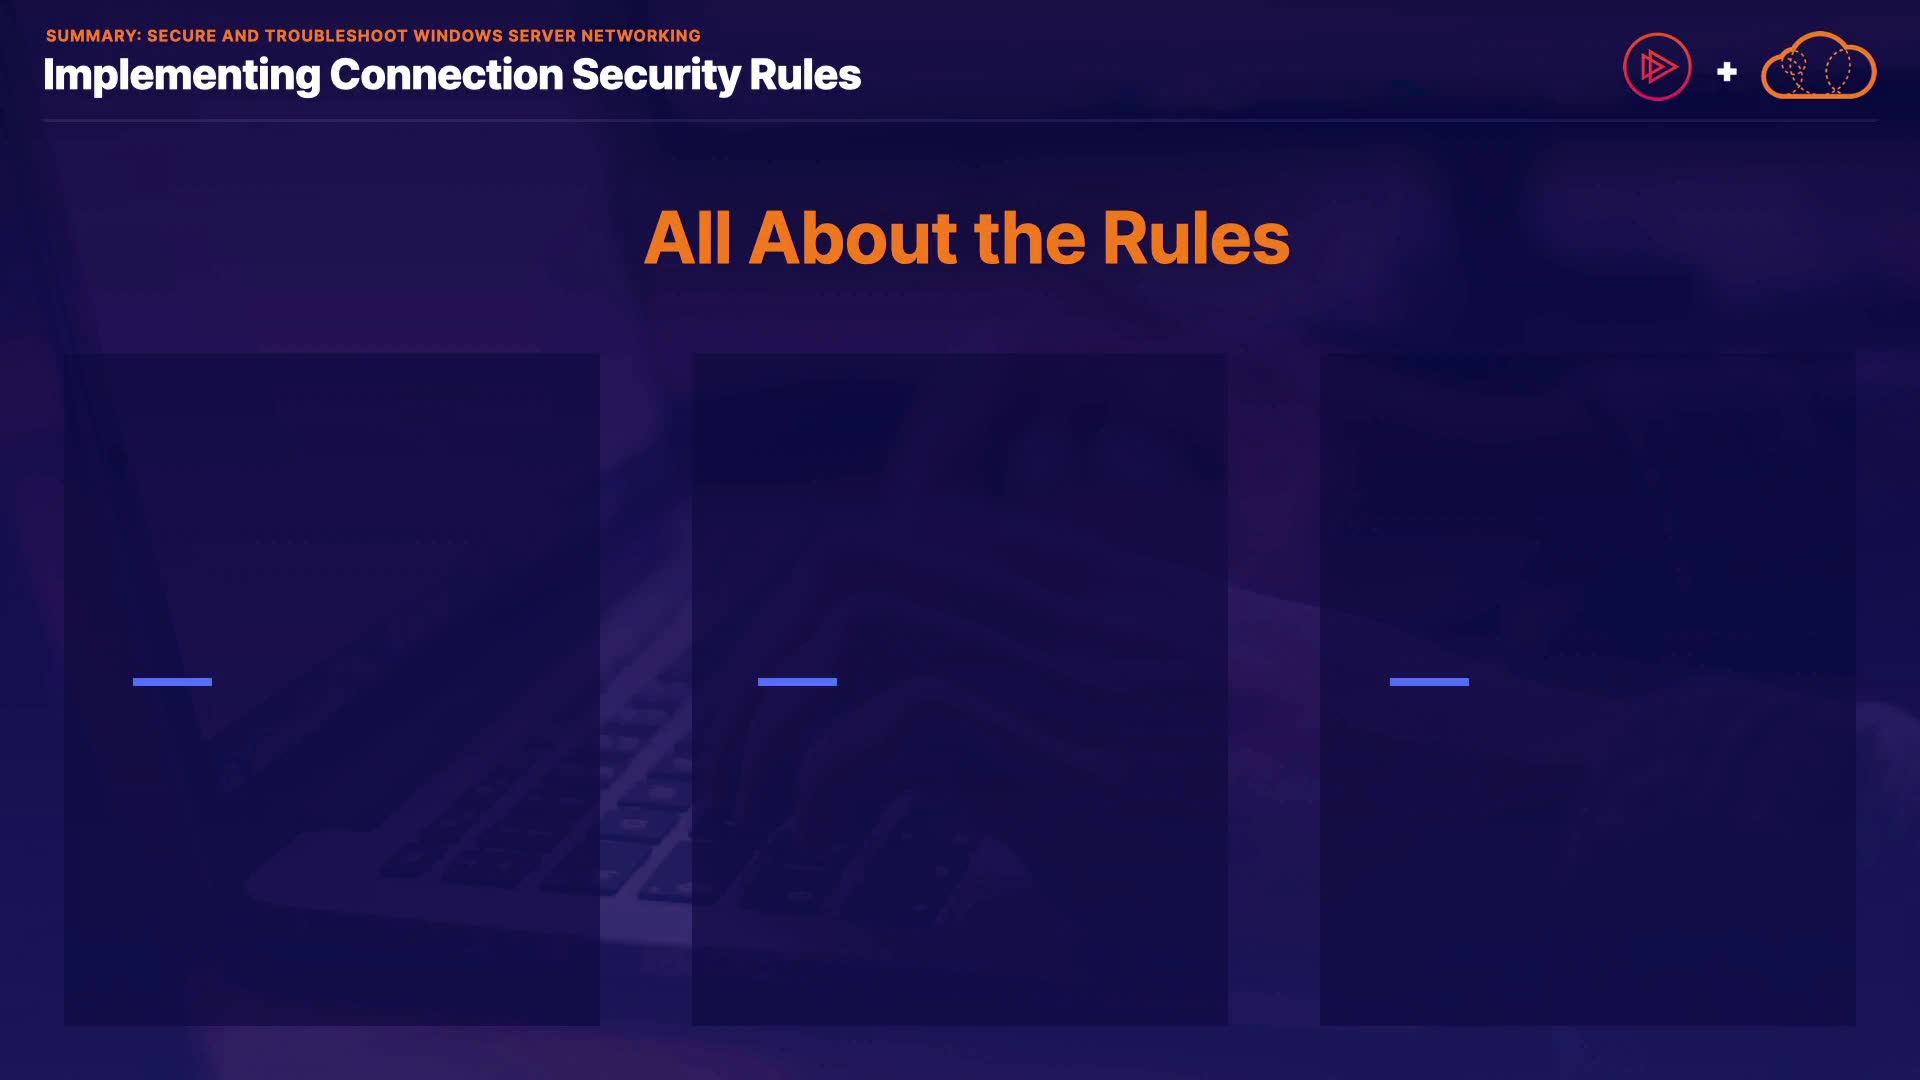 SUMMARY: SECURE AND TROUBLESHOOT WINDOWS SERVER NETWORKING
Implementing Connection Security Rules
+
All About the Rules